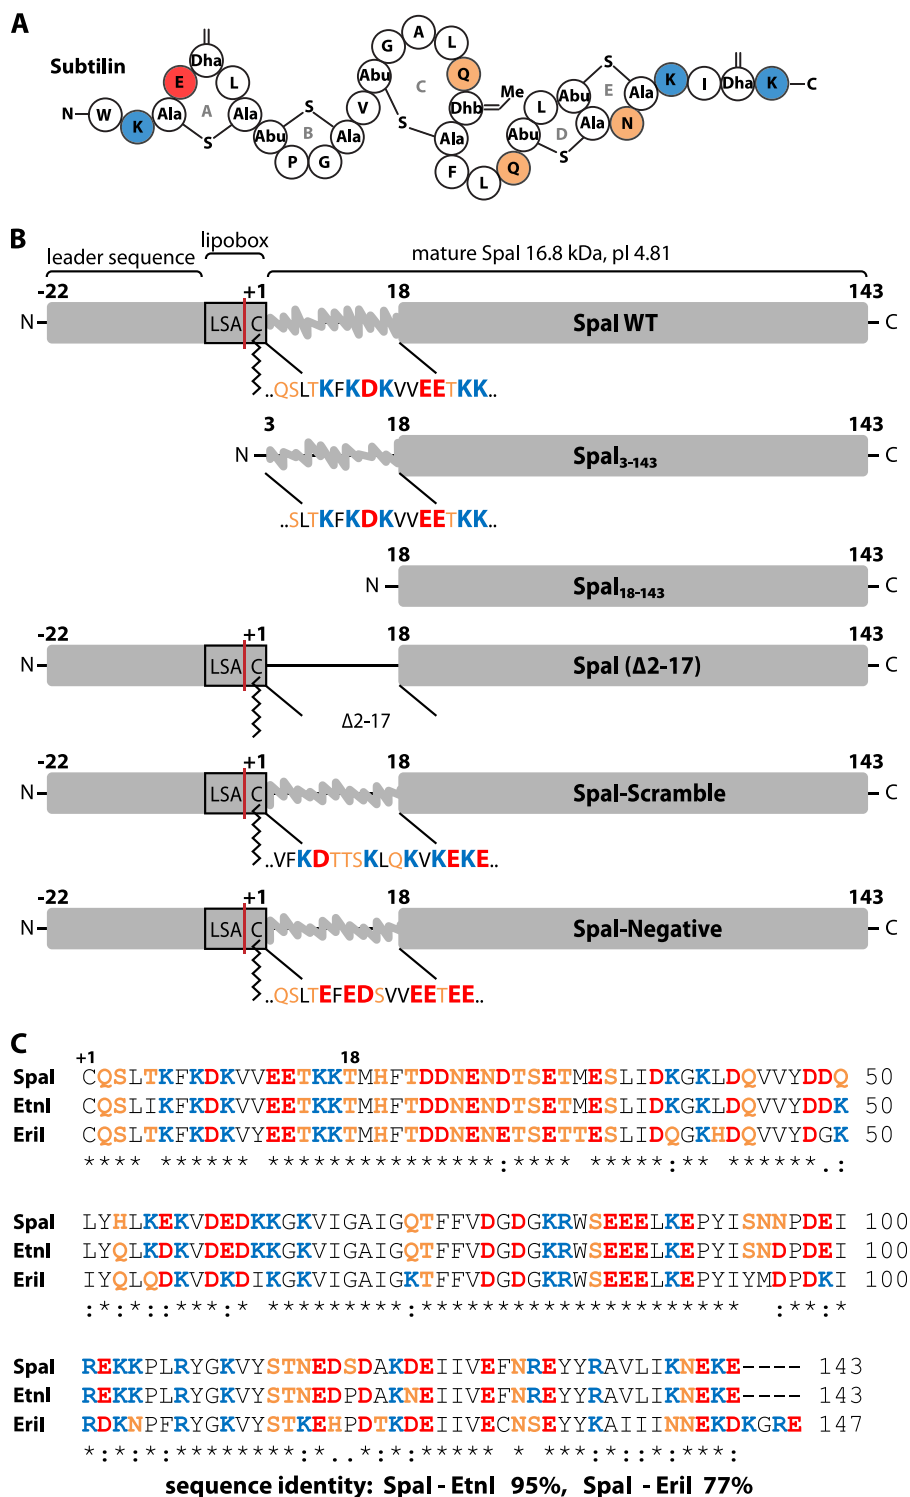 A
Subtilin
N W K Ala E Dha L Ala S A
Abu P G Ala S B
V Abu G A L Q Dhb Me Ala S C
F L Q Abu L Abu S E Ala N Ala S D
K I Dha K C
B
leader sequence lipobox mature SpaI 16.8 kDa, pI 4.81
-22 +1 18 143
N LSA C SpaI WT C
..QSLTKFKDKVVEETKK..
3 18 143
N SpaI3-143 C
..SLTKFKDKVVEETKK..
18 143
N SpaI18-143 C
-22 +1 18 143
N LSA C SpaI (Δ2-17) C
Δ2-17
-22 +1 18 143
N LSA C SpaI-Scramble C
..VFKDTTSKLQKVKEKE..
-22 +1 18 143
N LSA C SpaI-Negative C
..QSLTEFEDSVVEETEE..
C
+1 18
SpaI CQSLTKFKDKVVEETKKTMHFTDDNENDTSETMESLIDKGKLDQVVYDDQ 50
EtnI CQSLIKFKDKVVEETKKTMHFTDDNENDTSETMESLIDKGKLDQVVYDDK 50
EriI CQSLTKFKDKVYEETKKTMHFTDDNENETSETTESLIDQGKHDQVVYDGK 50
**** ****** ***************:**** *****:** ******.:
SpaI LYHLKEKVDEDKKGKVIGAIGQTFFVDGDGKRWSEEELKEPYISNNPDEI 100
EtnI LYQLKDKVDEDKKGKVIGAIGQTFFVDGDGKRWSEEELKEPYISNDPDEI 100
EriI IYQLQDKVDKDIKGKVIGAIGKTFFVDGDGKRWSEEELKEPYIYMDPDKI 100
:*:*::***:* *********:********************* :**:*
SpaI REKKPLRYGKVYSTNEDSDAKDEIIVEFNREYYRAVLIKNEKE---- 143
EtnI REKKPLRYGKVYSTNEDPDAKNEIIVEFNREYYRAVLIKNEKE---- 143
EriI RDKNPFRYGKVYSTKEHPDTKDEIIVECNSEYYKAIIINNEKDKGRE 147
*:*:*:********:*..*:*:***** * ***:*::*:***:
sequence identity: SpaI - EtnI 95%, SpaI - EriI 77%